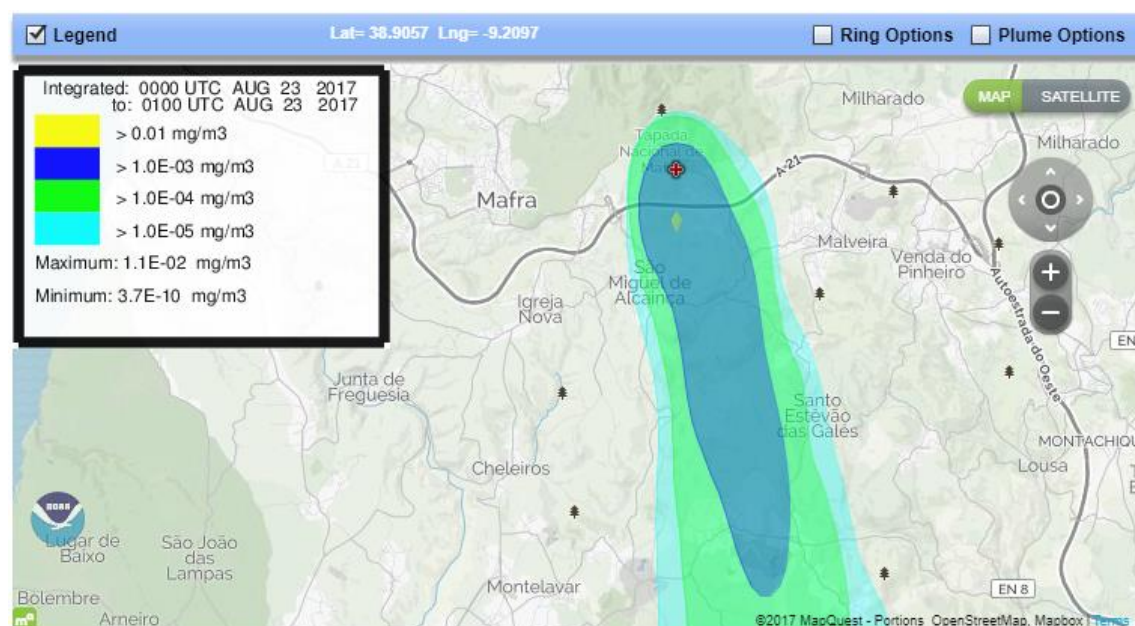 Legend
Lat= 38.9057 Lng= -9.2097
Ring Options
Plume Options
Integrated: 0000 UTC AUG 23 2017
to: 0100 UTC AUG 23 2017
> 0.01 mg/m3
> 1.0E-03 mg/m3
> 1.0E-04 mg/m3
> 1.0E-05 mg/m3
Maximum: 1.1E-02 mg/m3
Minimum: 3.7E-10 mg/m3
MAP
SATELLITE
Milharado
Milharado
Tapada
Nacional de
A-21
A-21
Mafra
Malveira
Venda do
Pinheiro
São
Miguel de
Alcainça
Igreja
Nova
Autoestrada do Oeste
EN
Junta de
Freguesia
Santo
Estêvão
das Galés
MONTACHIQU
Lousa
Cheleiros
NOAA
Lugar de
Baixo
São João
das
Lampas
Montelavar
EN 8
Bolembre
Arneiro
©2017 MapQuest - Portions OpenStreetMap, Mapbox | Terms